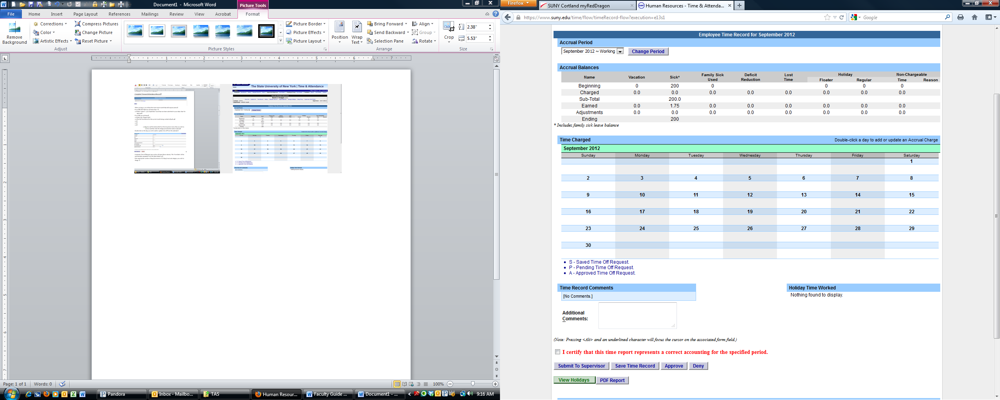 Document1 - Microsoft Word
Picture Tools
File Home Insert Page Layout References Mailings Review View Acrobat Format
Remove Background
Corrections
Color
Artistic Effects
Compress Pictures
Change Picture
Reset Picture
Adjust
Picture Styles
Picture Border
Picture Effects
Picture Layout
Position
Wrap Text
Bring Forward
Send Backward
Selection Pane
Align
Group
Rotate
Arrange
Crop
2.38"
5.53"
Size
The State University of New York | Time & Attendance
Page: 1 of 1 Words: 0
100%
Pandora
Inbox - Mailbo...
TAS
Human Resour...
Faculty Guide ...
Document1 - ...
9:16 AM
Firefox
SUNY Cortland myRedDragon
Human Resources - Time & Attenda...
https://www.suny.edu/time/flow/timeRecord-flow?execution=e13s1
Google
Employee Time Record for September 2012
Accrual Period
September 2012 ~ Working
Change Period
Accrual Balances
Name Vacation Sick* Family Sick Used Deficit Reduction Lost Time Holiday Floater Regular Non-Chargeable Time Reason
Beginning 0 200 0 0 0 0
Charged 0.0 0.0 0.0 0.0 0.0 0.0 0.0 0.0
Sub-Total 200.0
Earned 0.0 1.75 0.0 0.0 0.0 0.0 0.0 0.0
Adjustments 0.0 0.0 0.0 0.0 0.0 0.0 0.0 0.0
Ending 200
* Includes family sick leave balance
Time Charged Double-click a day to add or update an Accrual Charge
September 2012
Sunday Monday Tuesday Wednesday Thursday Friday Saturday
1
2 3 4 5 6 7 8
9 10 11 12 13 14 15
16 17 18 19 20 21 22
23 24 25 26 27 28 29
30
S - Saved Time Off Request.
P - Pending Time Off Request.
A - Approved Time Off Request.
Time Record Comments
[No Comments.]
Holiday Time Worked
Nothing found to display.
Additional Comments:
(Note: Pressing <Alt> and an underlined character will focus the cursor on the associated form field.)
I certify that this time report represents a correct accounting for the specified period.
Submit To Supervisor Save Time Record Approve Deny
View Holidays PDF Report